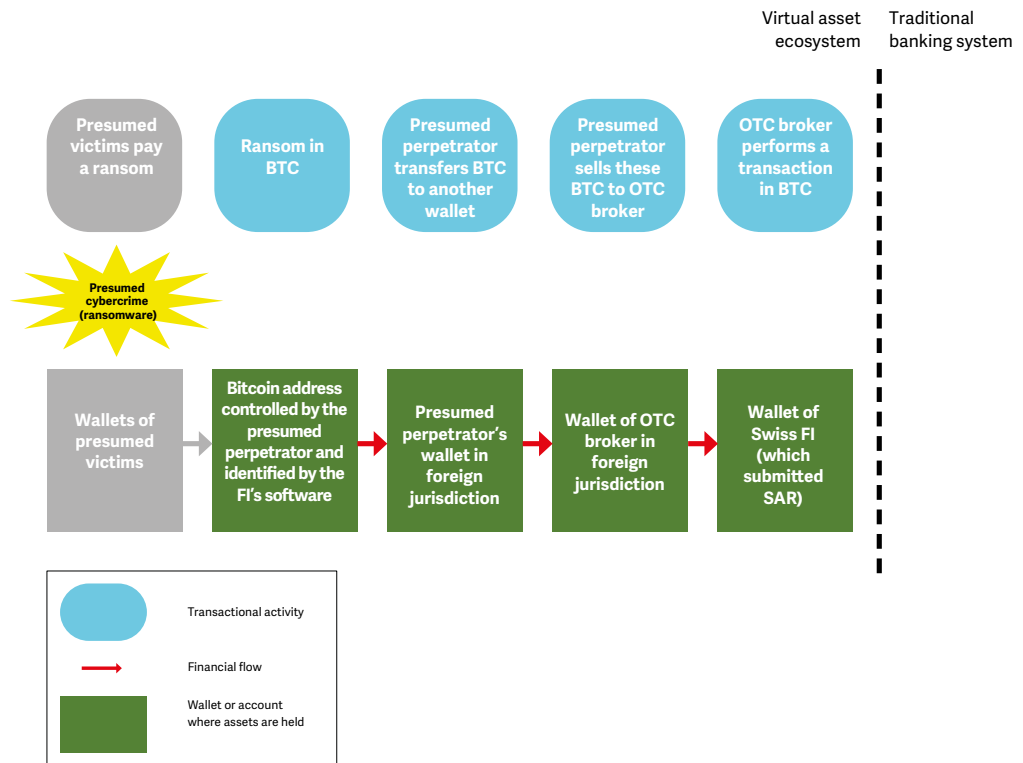 Virtual asset
ecosystem
Traditional
banking system
Presumed
victims pay
a ransom
Ransom in
BTC
Presumed
perpetrator
transfers BTC
to another
wallet
Presumed
perpetrator
sells these
BTC to OTC
broker
OTC broker
performs a
transaction
in BTC
Presumed
cybercrime
(ransomware)
Wallets of
presumed
victims
Bitcoin address
controlled by the
presumed
perpetrator and
identified by the
FI’s software
Presumed
perpetrator’s
wallet in
foreign
jurisdiction
Wallet of OTC
broker in
foreign
jurisdiction
Wallet of
Swiss FI
(which
submitted
SAR)
Transactional activity
Financial flow
Wallet or account
where assets are held